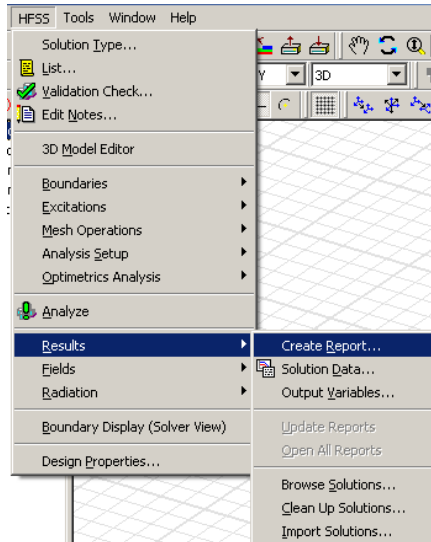 HFSS Tools Window Help
Solution Type...
List...
Validation Check...
Edit Notes...
3D Model Editor
Boundaries
Excitations
Mesh Operations
Analysis Setup
Optimetrics Analysis
Analyze
Results
Fields
Radiation
Boundary Display (Solver View)
Design Properties...
3D
Create Report...
Solution Data...
Output Variables...
Update Reports
Open All Reports
Browse Solutions...
Clean Up Solutions...
Import Solutions...